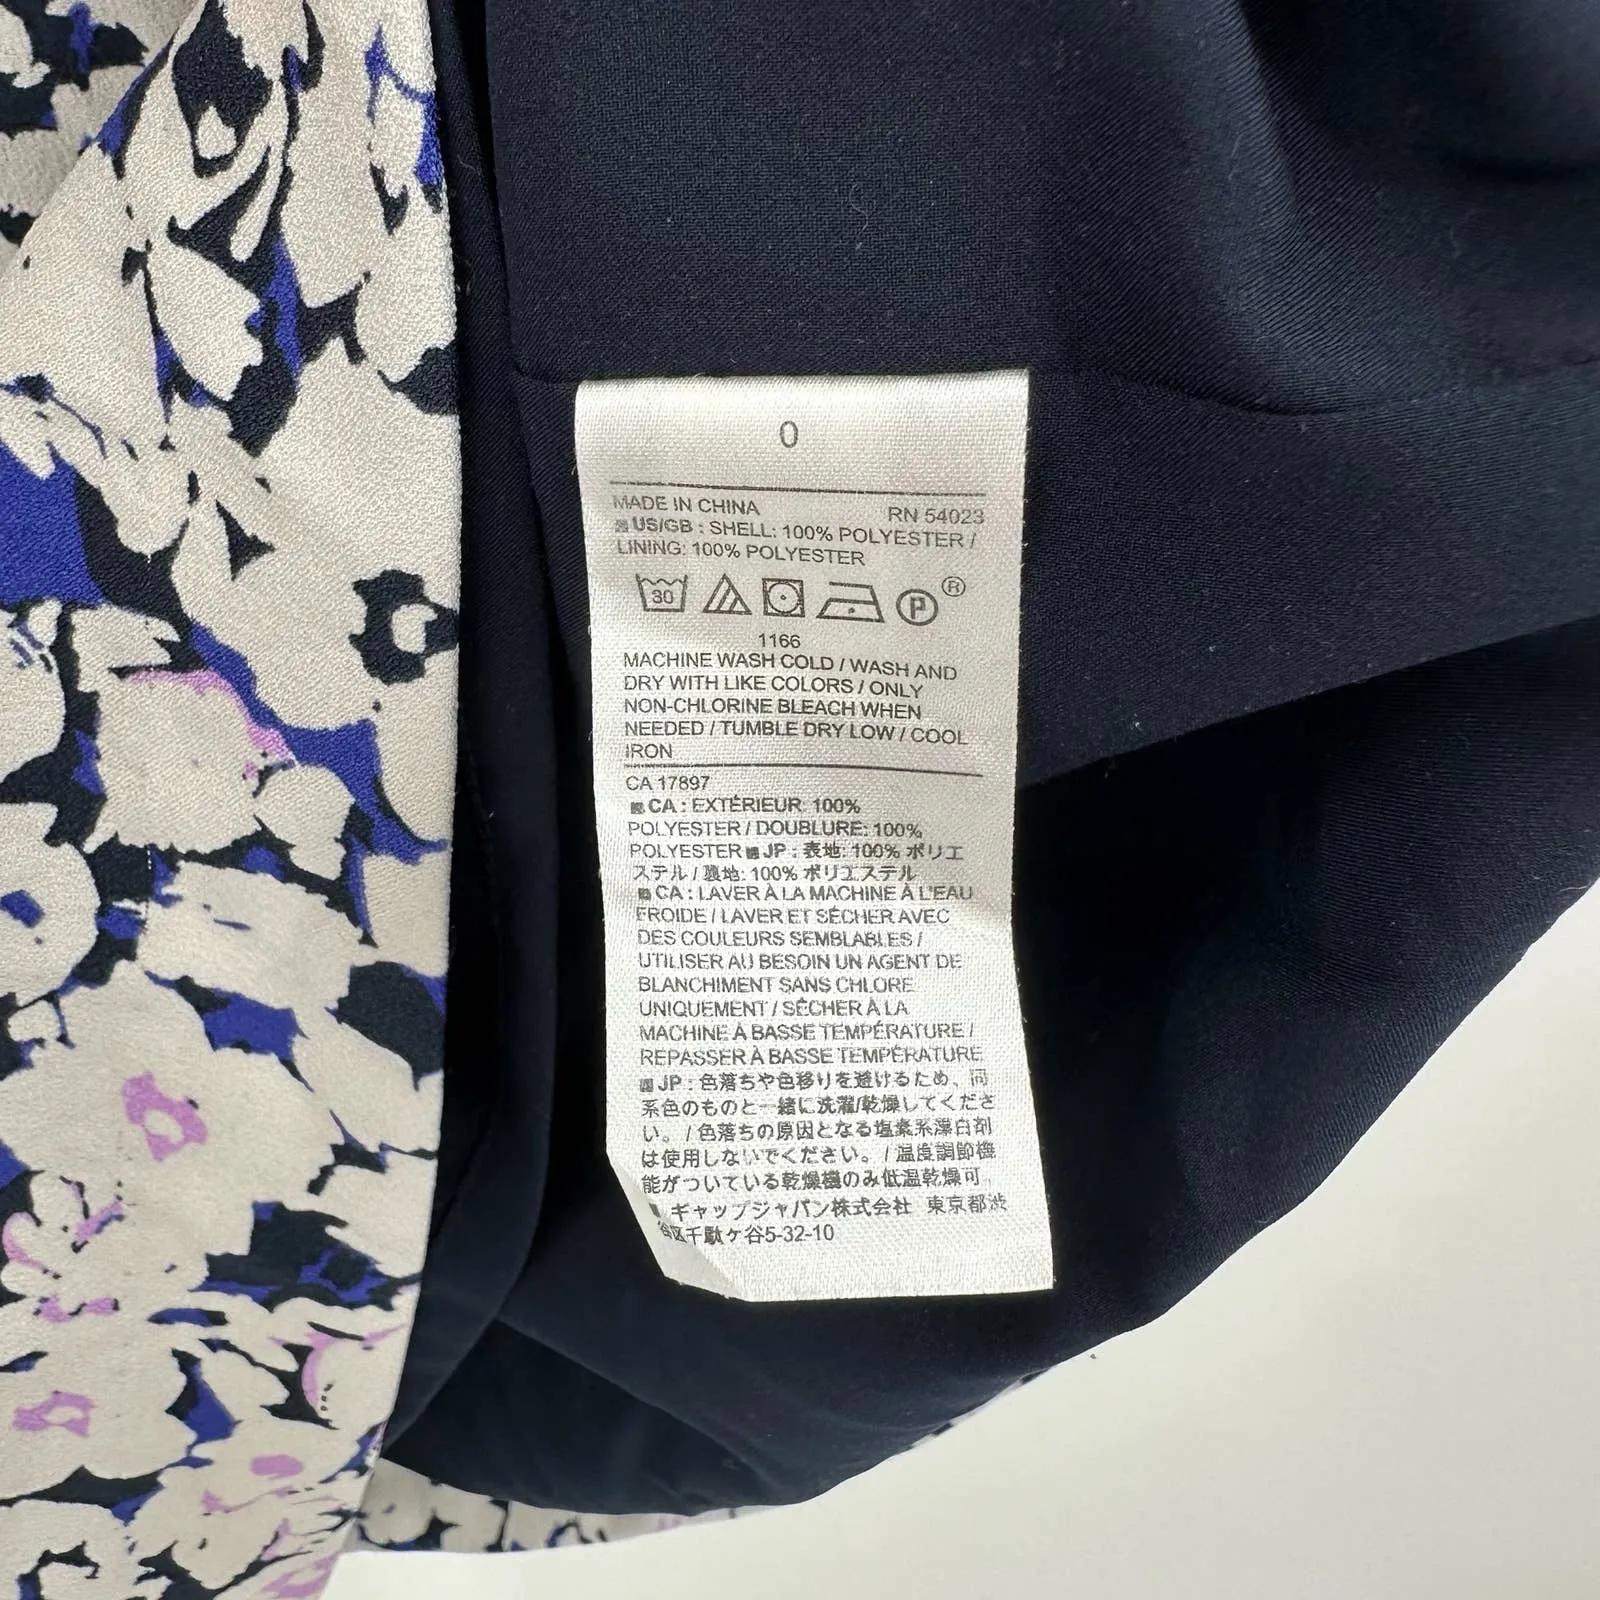 0
MADE IN CHINA RN 54023
US/GB : SHELL: 100% POLYESTER /
LINING: 100% POLYESTER
30 P ®
1166
MACHINE WASH COLD / WASH AND
DRY WITH LIKE COLORS / ONLY
NON-CHLORINE BLEACH WHEN
NEEDED / TUMBLE DRY LOW / COOL
IRON
CA 17897
CA : EXTÉRIEUR: 100%
POLYESTER / DOUBLURE: 100%
POLYESTER JP : 表地: 100% ポリエ
ステル / 裏地: 100% ポリエステル
CA : LAVER À LA MACHINE À L'EAU
FROIDE / LAVER ET SÉCHER AVEC
DES COULEURS SEMBLABLES /
UTILISER AU BESOIN UN AGENT DE
BLANCHIMENT SANS CHLORE
UNIQUEMENT / SÉCHER À LA
MACHINE À BASSE TEMPÉRATURE /
REPASSER À BASSE TEMPÉRATURE
JP : 色落ちや色移りを避けるため、同
系色のものと一緒に洗濯/乾燥してくださ
い。 / 色落ちの原因となる塩素系漂白剤
は使用しないでください。 / 温度調節機
能がついている乾燥機のみ低温乾燥可
ギャップジャパン株式会社 東京都渋
谷区千駄ケ谷5-32-10